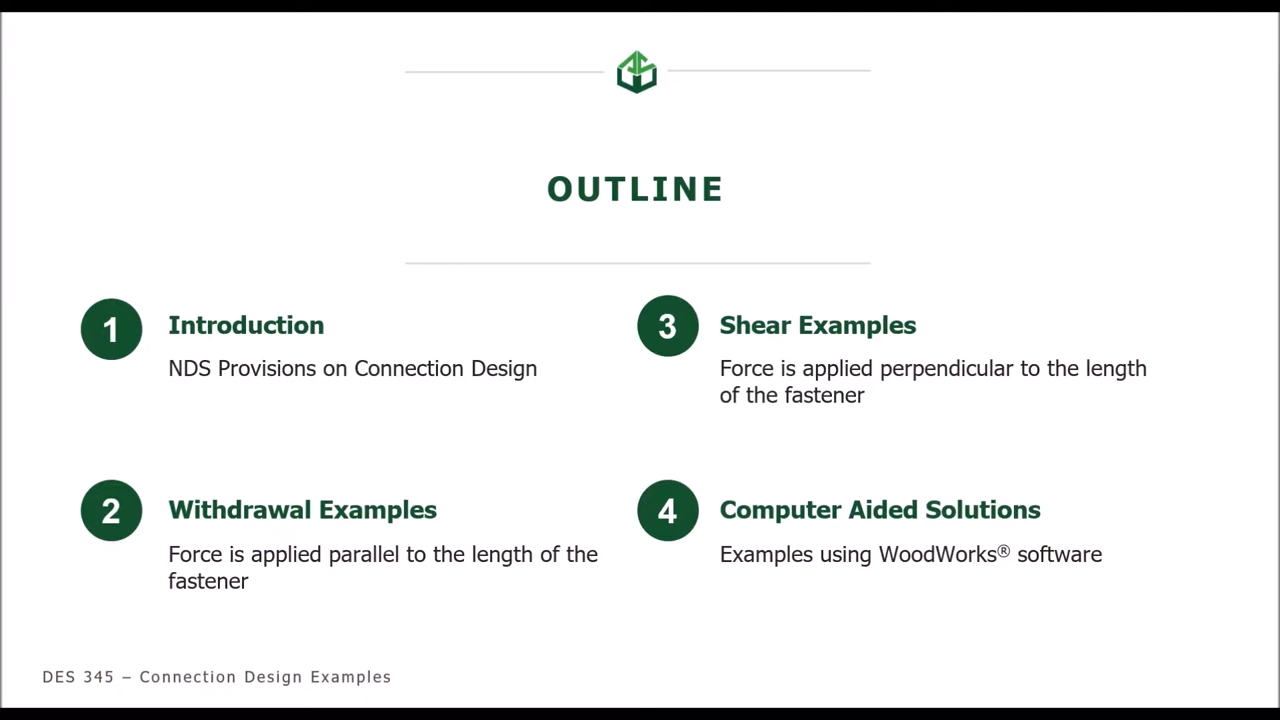 OUTLINE
1
Introduction
NDS Provisions on Connection Design
2
Withdrawal Examples
Force is applied parallel to the length of the
fastener
3
Shear Examples
Force is applied perpendicular to the length
of the fastener
4
Computer Aided Solutions
Examples using WoodWorks® software
DES 345 – Connection Design Examples